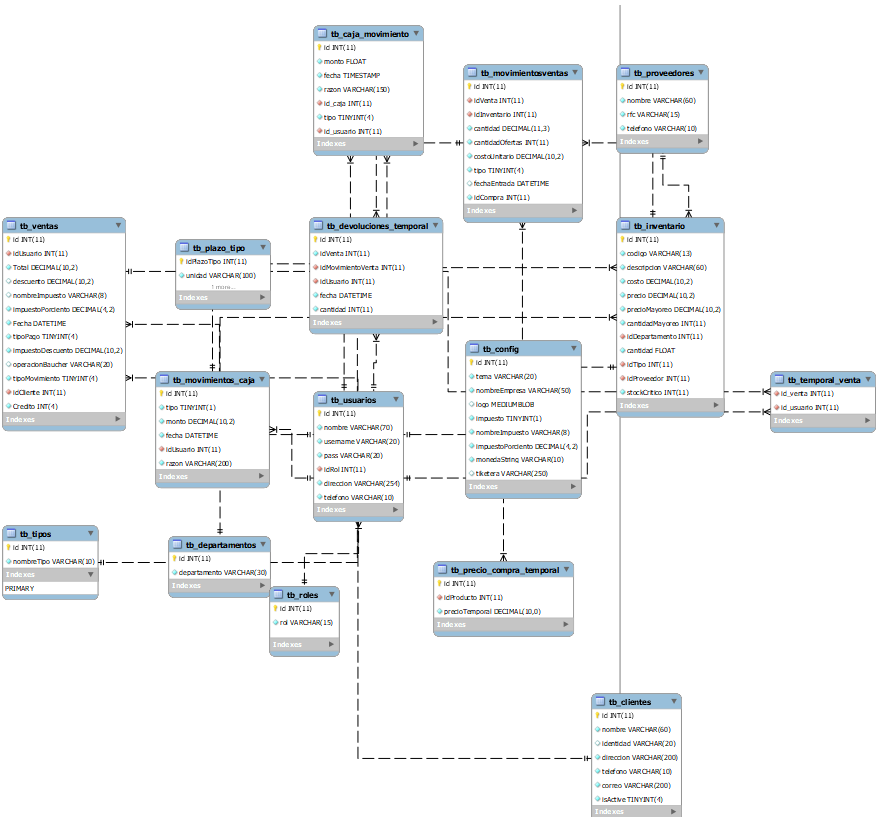 tb_caja_movimiento
id INT(11)
monto FLOAT
fecha TIMESTAMP
razon VARCHAR(150)
id_caja INT(11)
tipo TINYINT(4)
id_usuario INT(11)
Indexes
tb_movimientosventas
id INT(11)
idVenta INT(11)
idInventario INT(11)
cantidad DECIMAL(11,3)
cantidadOfertas INT(11)
costoUnitario DECIMAL(10,2)
tipo TINYINT(4)
fechaEntrada DATETIME
idCompra INT(11)
Indexes
tb_proveedores
id INT(11)
nombre VARCHAR(60)
rfc VARCHAR(15)
telefono VARCHAR(10)
Indexes
tb_ventas
id INT(11)
idUsuario INT(11)
Total DECIMAL(10,2)
descuento DECIMAL(10,2)
nombreImpuesto VARCHAR(8)
impuestoPorciento DECIMAL(4,2)
Fecha DATETIME
tipoPago TINYINT(4)
impuestoDescuento DECIMAL(10,2)
operacionBaucher VARCHAR(20)
tipoMovimiento TINYINT(4)
idCliente INT(11)
Credito INT(4)
Indexes
tb_plazo_tipo
idPlazoTipo INT(11)
unidad VARCHAR(100)
1 more...
Indexes
tb_devoluciones_temporal
id INT(11)
idVenta INT(11)
idMovimientoVenta INT(11)
idUsuario INT(11)
fecha DATETIME
cantidad INT(11)
Indexes
tb_inventario
id INT(11)
codigo VARCHAR(13)
descripcion VARCHAR(60)
costo DECIMAL(10,2)
precio DECIMAL(10,2)
precioMayoreo DECIMAL(10,2)
cantidadMayoreo INT(11)
idDepartamento INT(11)
cantidad FLOAT
idTipo INT(11)
idProveedor INT(11)
stockCritico INT(11)
Indexes
tb_movimientos_caja
id INT(11)
tipo TINYINT(1)
monto DECIMAL(10,2)
fecha DATETIME
idUsuario INT(11)
razon VARCHAR(200)
Indexes
tb_usuarios
id INT(11)
nombre VARCHAR(70)
username VARCHAR(20)
pass VARCHAR(20)
idRol INT(11)
direccion VARCHAR(254)
telefono VARCHAR(10)
Indexes
tb_config
id INT(11)
tema VARCHAR(20)
nombreEmpresa VARCHAR(50)
logo MEDIUMBLOB
impuesto TINYINT(1)
nombreImpuesto VARCHAR(8)
impuestoPorciento DECIMAL(4,2)
monedaString VARCHAR(10)
tiketera VARCHAR(250)
Indexes
tb_temporal_venta
id_venta INT(11)
id_usuario INT(11)
Indexes
tb_tipos
id INT(11)
nombreTipo VARCHAR(10)
Indexes
PRIMARY
tb_departamentos
id INT(11)
departamento VARCHAR(30)
Indexes
tb_roles
id INT(11)
rol VARCHAR(15)
Indexes
tb_precio_compra_temporal
id INT(11)
idProducto INT(11)
precioTemporal DECIMAL(10,0)
Indexes
tb_clientes
id INT(11)
nombre VARCHAR(60)
identidad VARCHAR(20)
direccion VARCHAR(200)
telefono VARCHAR(10)
correo VARCHAR(200)
isActive TINYINT(4)
Indexes